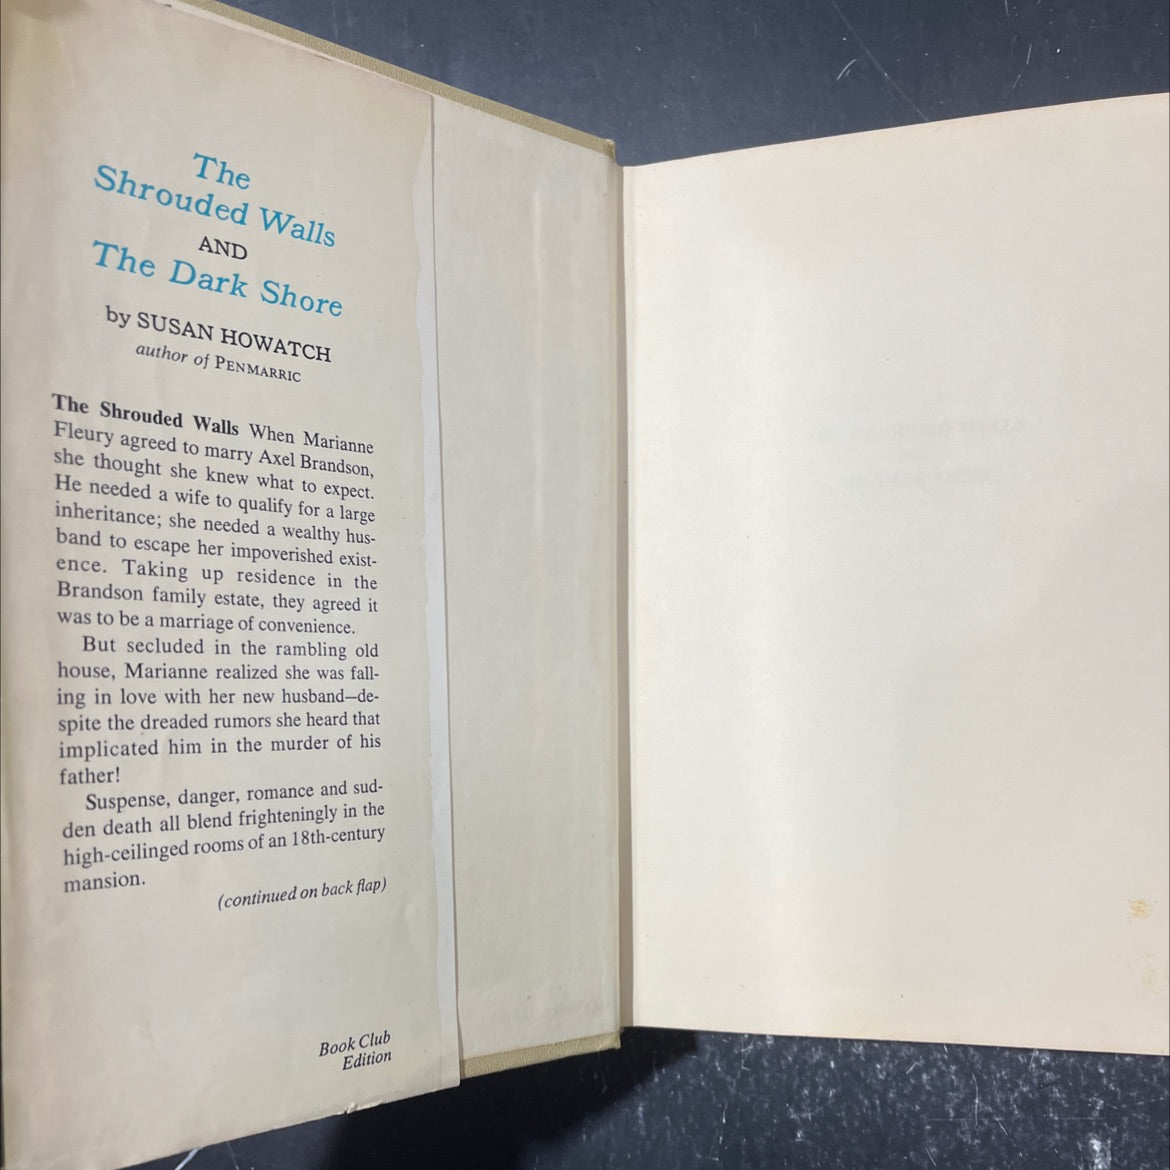 The
Shrouded Walls
AND
The Dark Shore
by SUSAN HOWATCH
author of PENMARRIC
The Shrouded Walls When Marianne
Fleury agreed to marry Axel Brandson,
she thought she knew what to expect.
He needed a wife to qualify for a large
inheritance; she needed a wealthy hus-
band to escape her impoverished exist-
ence. Taking up residence in the
Brandson family estate, they agreed it
was to be a marriage of convenience.
But secluded in the rambling old
house, Marianne realized she was fall-
ing in love with her new husband—de-
spite the dreaded rumors she heard that
implicated him in the murder of his
father!
Suspense, danger, romance and sud-
den death all blend frighteningly in the
high-ceilinged rooms of an 18th-century
mansion.
(continued on back flap)
Book Club
Edition